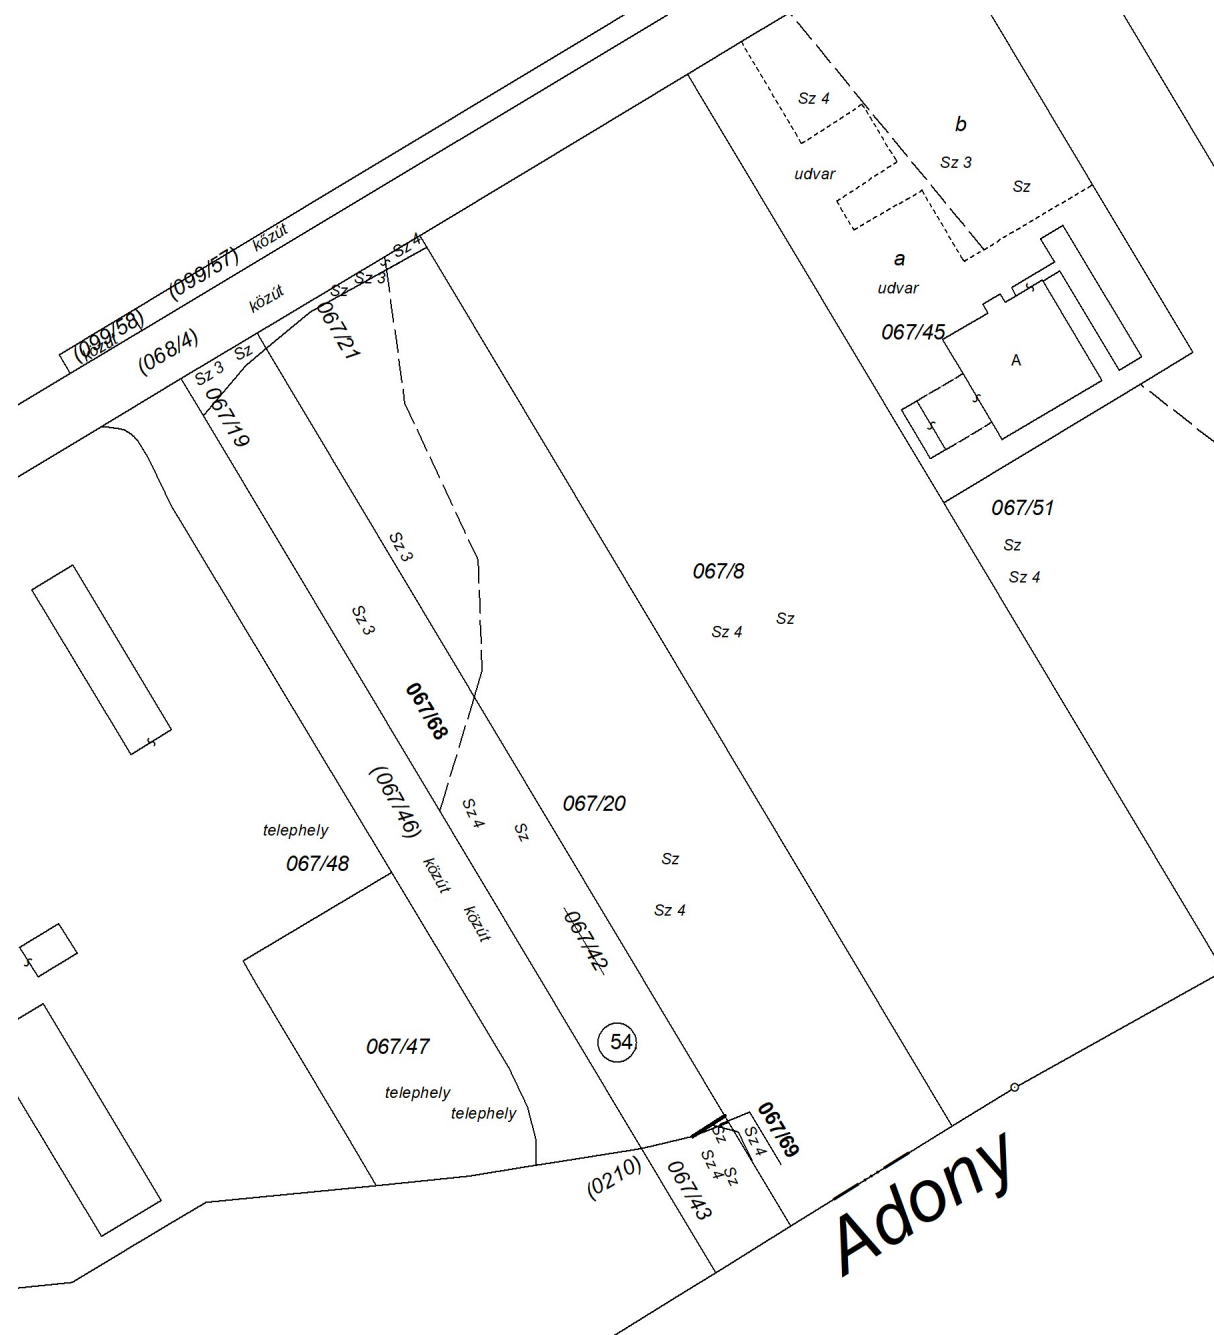 Sz 4
b
Sz 3
udvar
Sz
közút
(099/57)
Sz 4
a
Sz 3
udvar
Sz
közút
(099/58)
közút
067/21
067/45
(068/4)
Sz
Sz 3
A
067/19
067/51
Sz 3
Sz
067/8
Sz 4
Sz 3
Sz
Sz 4
067/68
(067/46)
067/20
Sz 4
telephely
Sz
067/48
Sz
közút
Sz 4
közút
067/42
54
067/47
telephely
telephely
Sz
Sz 4
067/69
Sz 4
Sz
(0210)
067/43
Adony